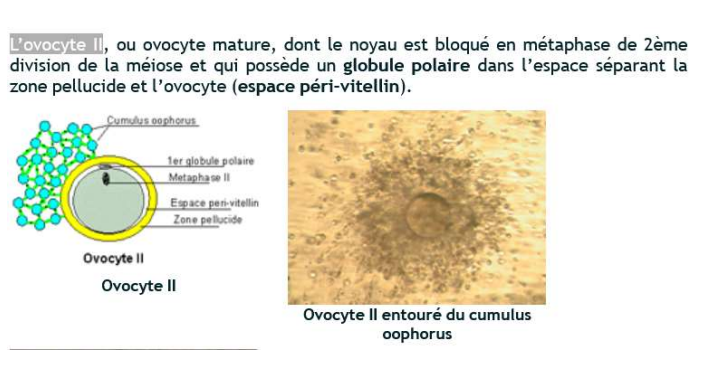 L'ovocyte II, ou ovocyte mature, dont le noyau est bloqué en métaphase de 2ème
division de la méiose et qui possède un globule polaire dans l'espace séparant la
zone pellucide et l'ovocyte (espace péri-vitellin).
Cumulus oophorus
1er globule polaire
Metaphase II
Espace peri-vitellin
Zone pellucide
Ovocyte II
Ovocyte II
Ovocyte II entouré du cumulus
oophorus